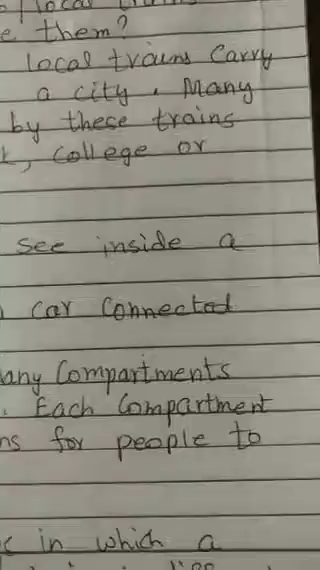 e them?
local trains carry
a city. Many
by these trains
, college or
see inside a
car connected
any Compartments
. Each Compartment
ns for people to
in which a